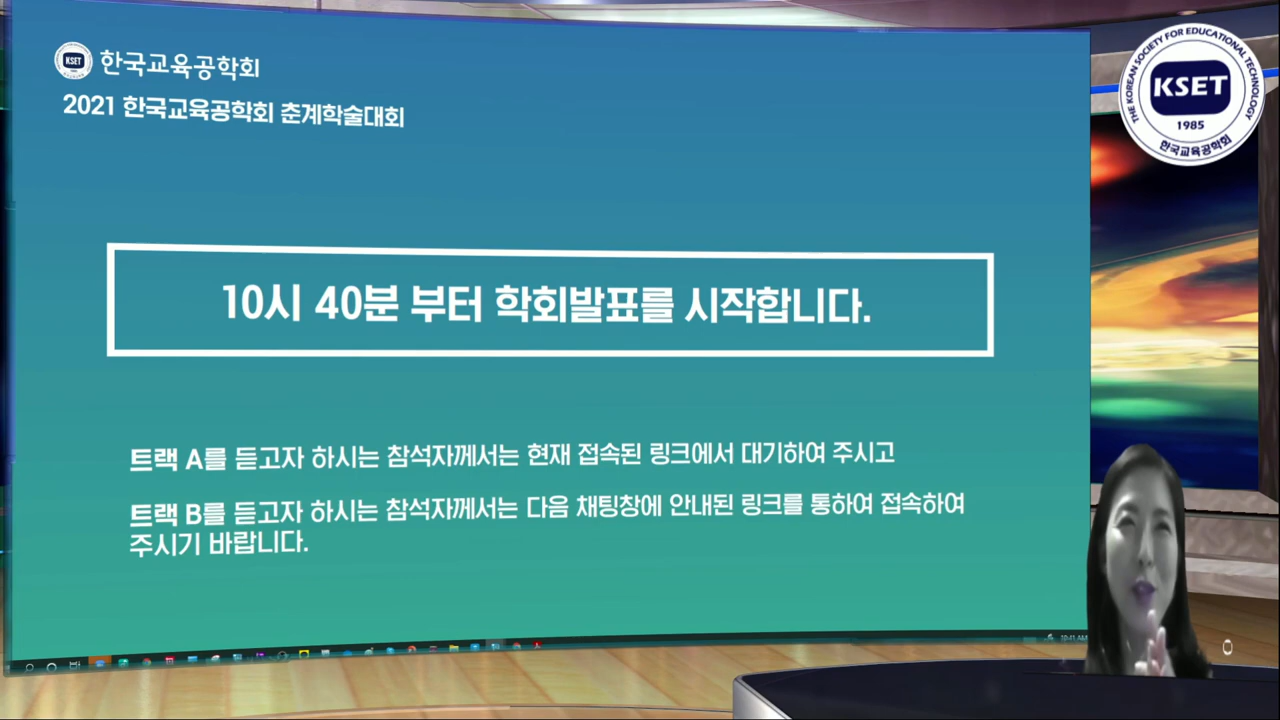 KSET
한국교육공학회
2021 한국교육공학회 춘계학술대회
THE KOREAN SOCIETY FOR EDUCATIONAL TECHNOLOGY
KSET
1985
한국교육공학회
10시 40분 부터 학회발표를 시작합니다.
트랙 A를 듣고자 하시는 참석자께서는 현재 접속된 링크에서 대기하여 주시고
트랙 B를 듣고자 하시는 참석자께서는 다음 채팅창에 안내된 링크를 통하여 접속하여
주시기 바랍니다.
10:41 AM